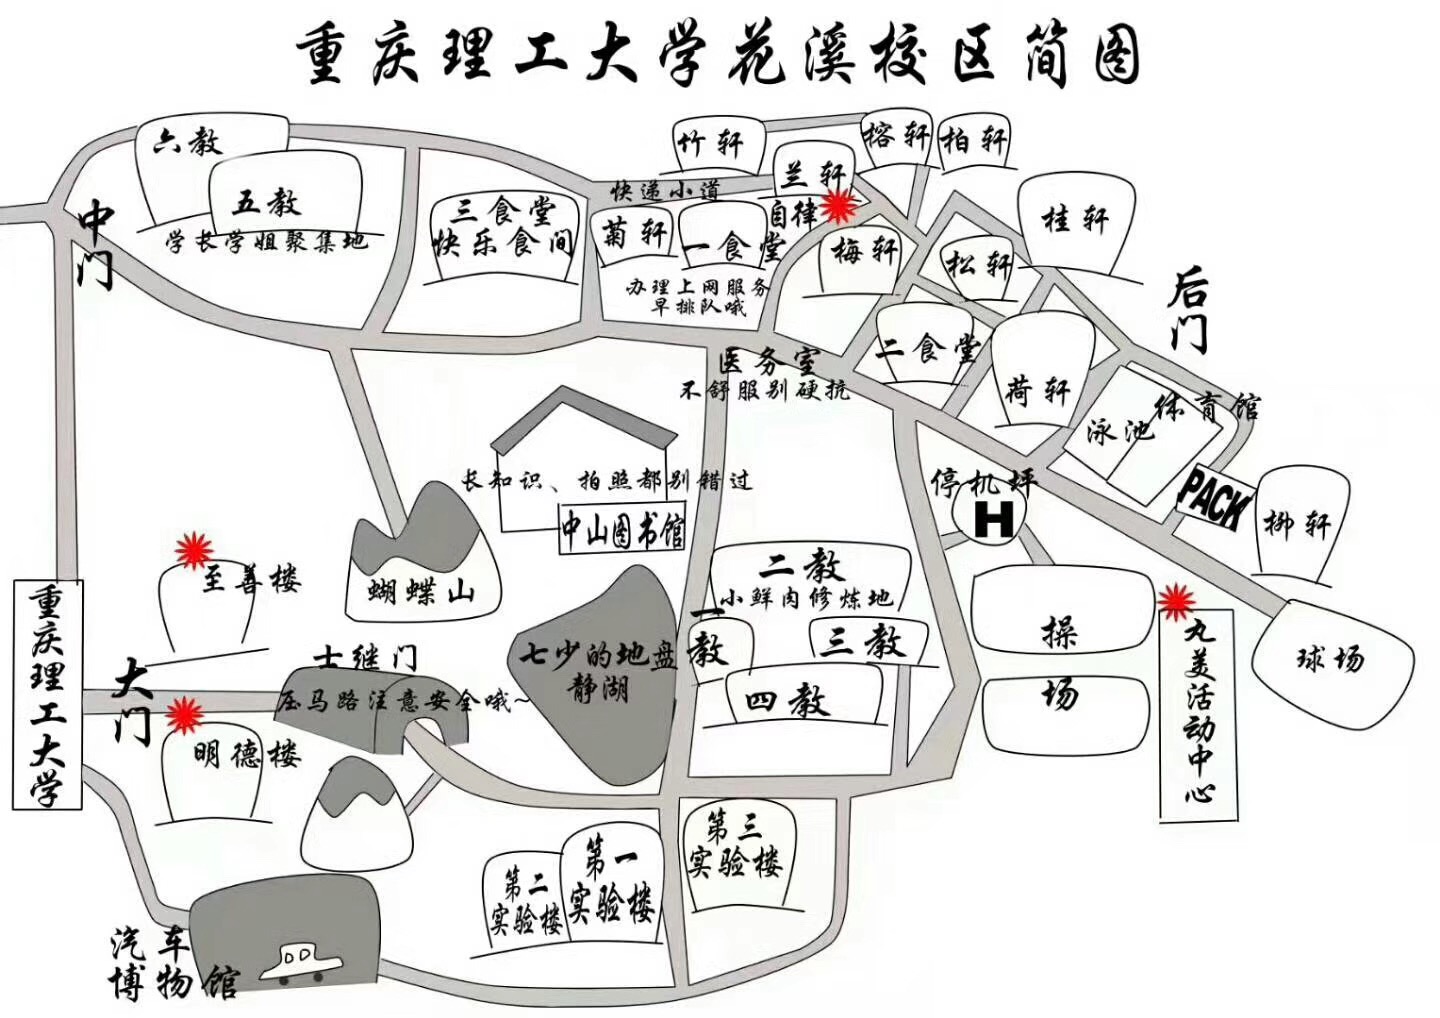 重庆理工大学花溪校区简图
六教
五教
学长学姐聚集地
中门
三食堂
快乐食间
竹轩
快递小道
兰轩
自律
榕轩
柏轩
菊轩
一食堂
办理上网服务
早排队哦
梅轩
松轩
桂轩
后门
医务室
不舒服别硬抗
二食堂
荷轩
泳池
体育馆
长知识、拍照都别错过
中山图书馆
停机坪
H
PACK
柳轩
至善楼
蝴蝶山
二教
小鲜肉修炼地
一教
三教
四教
操场
丸美活动中心
球场
重庆理工大学
大门
士继门
压马路注意安全哦~
七少的地盘
静湖
明德楼
第一
实验楼
第二
实验楼
第三
实验楼
汽车
博物馆